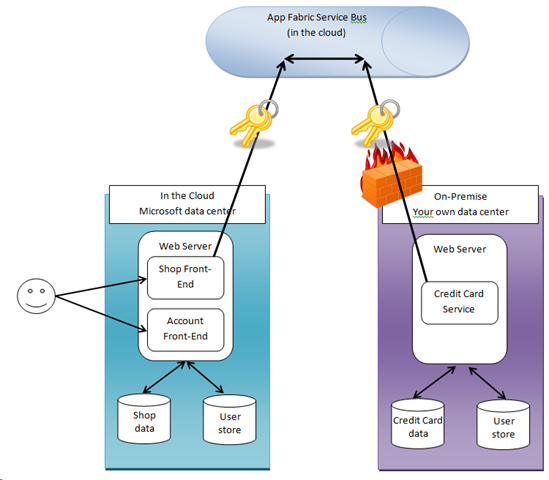 App Fabric Service Bus
(in the cloud)
In the Cloud
Microsoft data center
On-Premise
Your own data center
Web Server
Shop Front-
End
Account
Front-End
Web Server
Credit Card
Service
Shop
data
User
store
Credit Card
data
User
store